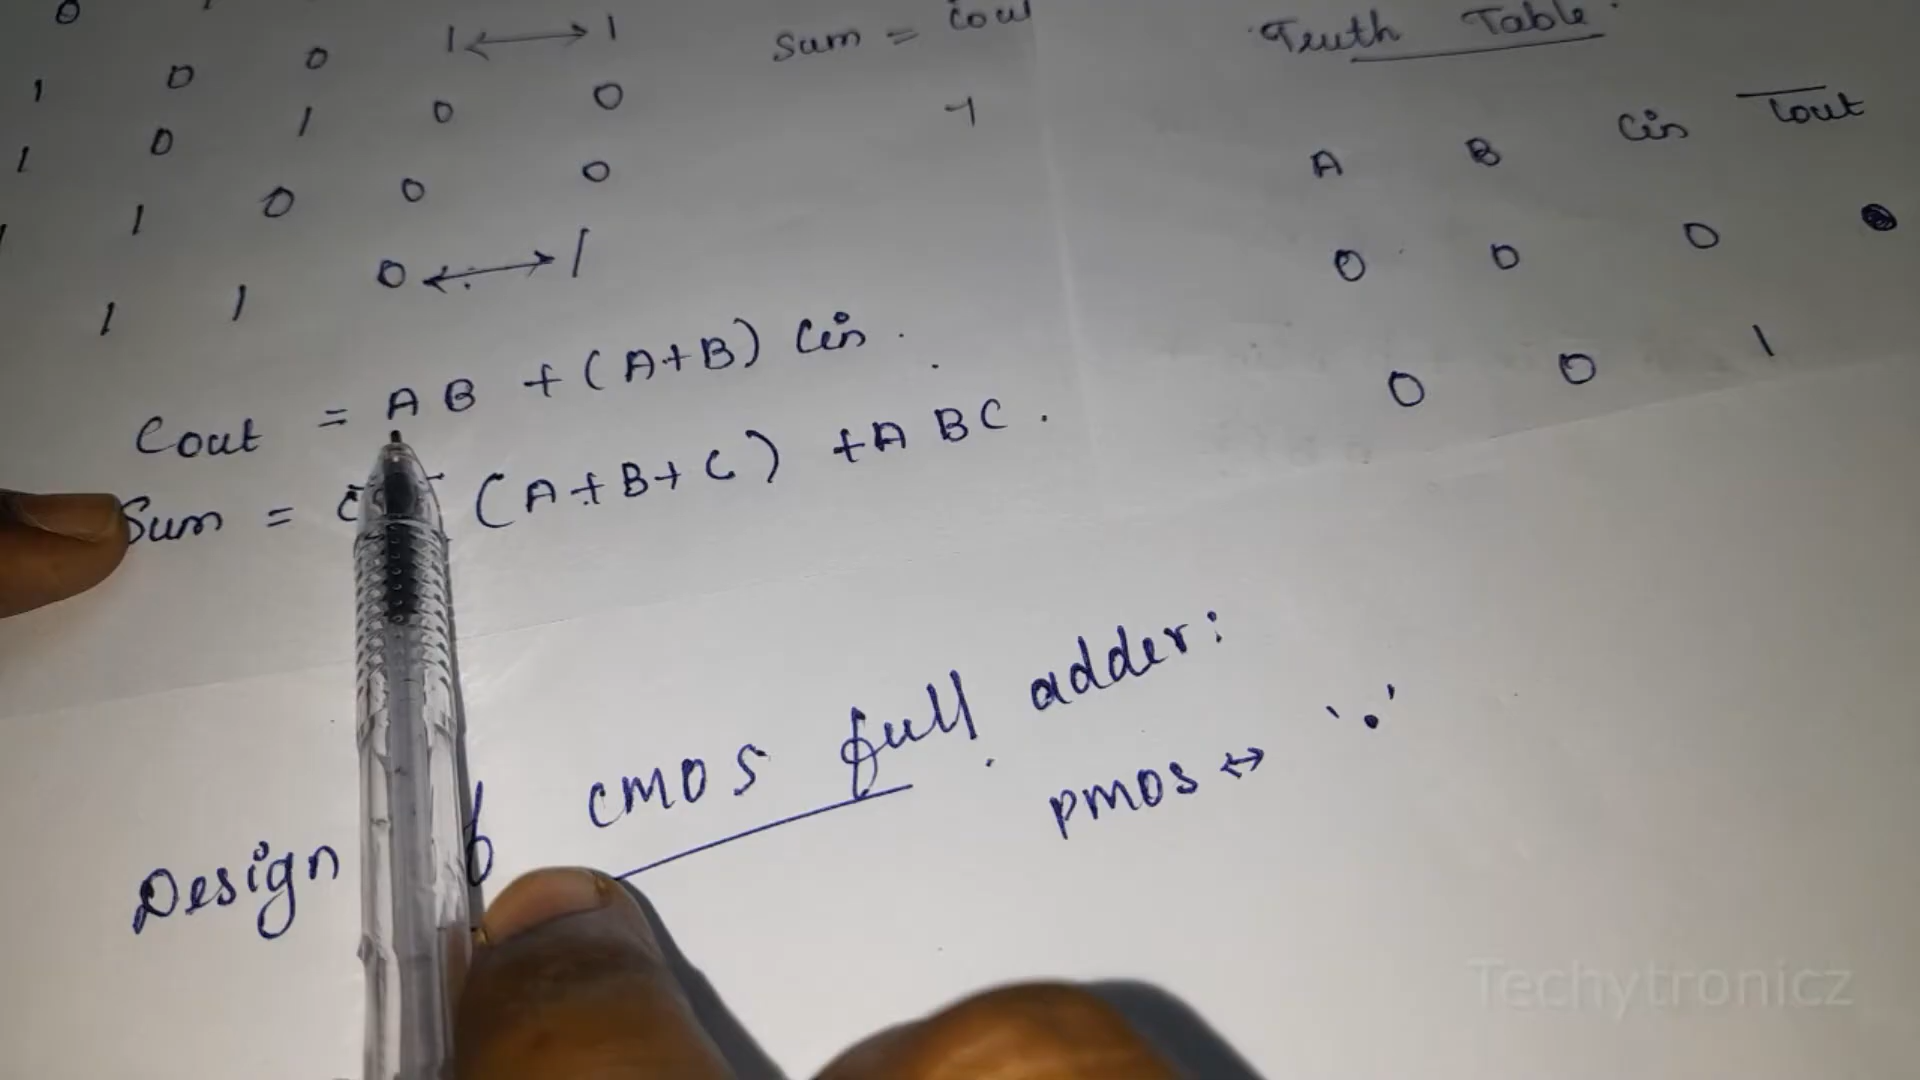 0
1 0 0 1 ↔ 1
1 0 1 0 0
1 1 0 0 0
1 1 0 ↔ 1
Cout = AB + (A+B) Cin.
Sum = (A+B+C) + ABC.
Sum = Cout
Truth Table
A B Cin C̅o̅u̅t̅
0 0 0
0 0 1
Design CMOS full adder:
PMOS ↔ '.'
Techytronicz